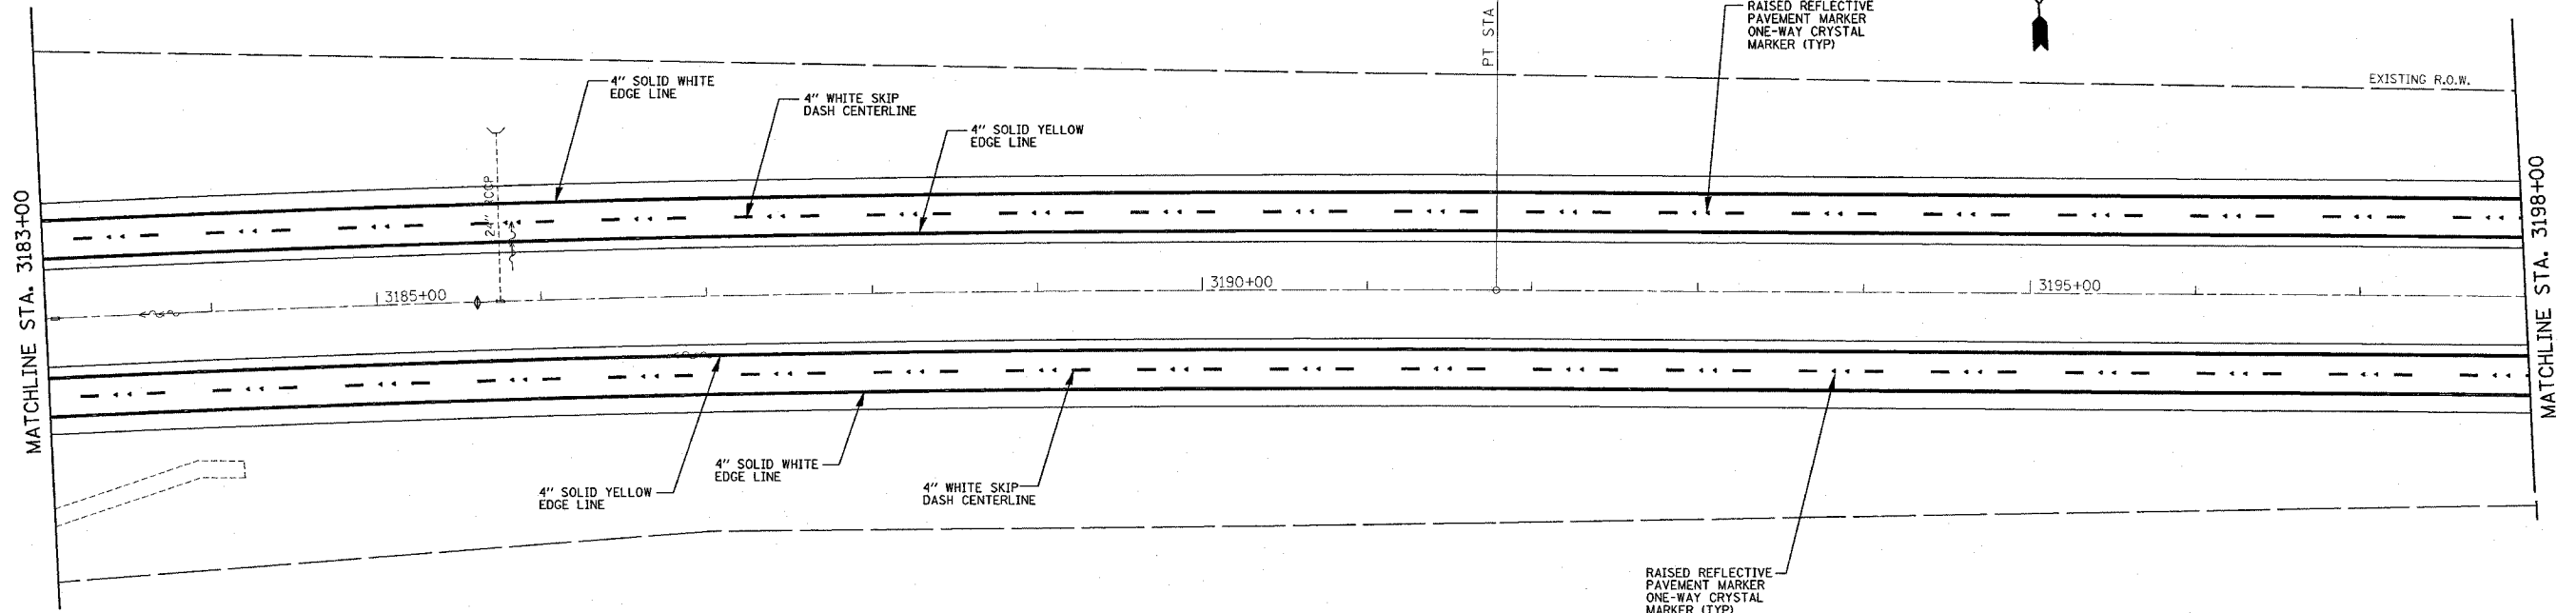 RAISED REFLECTIVE
PAVEMENT MARKER
ONE-WAY CRYSTAL
MARKER (TYP)
PT STA
EXISTING R.O.W.
4" SOLID WHITE
EDGE LINE
4" WHITE SKIP
DASH CENTERLINE
4" SOLID YELLOW
EDGE LINE
24"
MATCHLINE STA. 3183+00
MATCHLINE STA. 3198+00
3185+00
3190+00
3195+00
4" SOLID YELLOW
EDGE LINE
4" SOLID WHITE
EDGE LINE
4" WHITE SKIP
DASH CENTERLINE
RAISED REFLECTIVE
PAVEMENT MARKER
ONE-WAY CRYSTAL
MARKER (TYP)